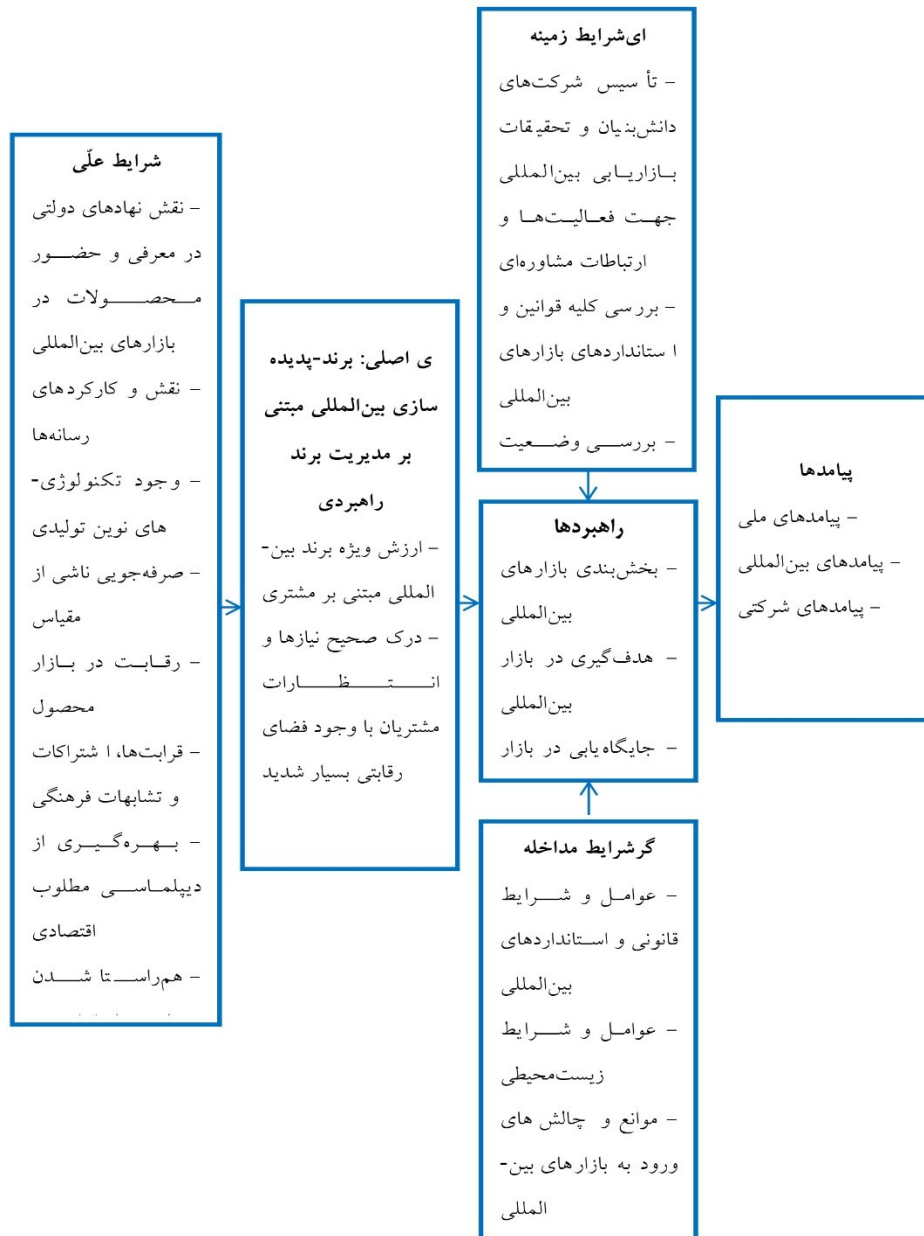 شرایط علّی
- نقش نهادهای دولتی
در معرفی و حضور
محصولات در
بازارهای بین‌المللی
- نقش و کارکردهای
رسانه‌ها
- وجود تکنولوژی-
های نوین تولیدی
- صرفه‌جویی ناشی از
مقیاس
- رقابت در بازار
محصول
- قرابت‌ها، اشتراکات
و تشابهات فرهنگی
- بهره‌گیری از
دیپلماسی مطلوب
اقتصادی
- هم‌راستا شدن
ی اصلی: برند-پدیده
سازی بین‌المللی مبتنی
بر مدیریت برند
راهبردی
- ارزش ویژه برند بین-
المللی مبتنی بر مشتری
- درک صحیح نیازها و
انتظارات
مشتریان با وجود فضای
رقابتی بسیار شدید
ای‌شرایط زمینه
- تأسیس شرکت‌های
دانش‌بنیان و تحقیقات
بازاریابی بین‌المللی
جهت فعالیت‌ها و
ارتباطات مشاوره‌ای
- بررسی کلیه قوانین و
استانداردهای بازارهای
بین‌المللی
- بررسی وضعیت
راهبردها
- بخش‌بندی بازارهای
بین‌المللی
- هدف‌گیری در بازار
بین‌المللی
- جایگاه‌یابی در بازار
گرشرایط مداخله
- عوامل و شرایط
قانونی و استانداردهای
بین‌المللی
- عوامل و شرایط
زیست‌محیطی
- موانع و چالش های
ورود به بازارهای بین-
المللی
پیامدها
- پیامدهای ملی
- پیامدهای بین‌المللی
- پیامدهای شرکتی